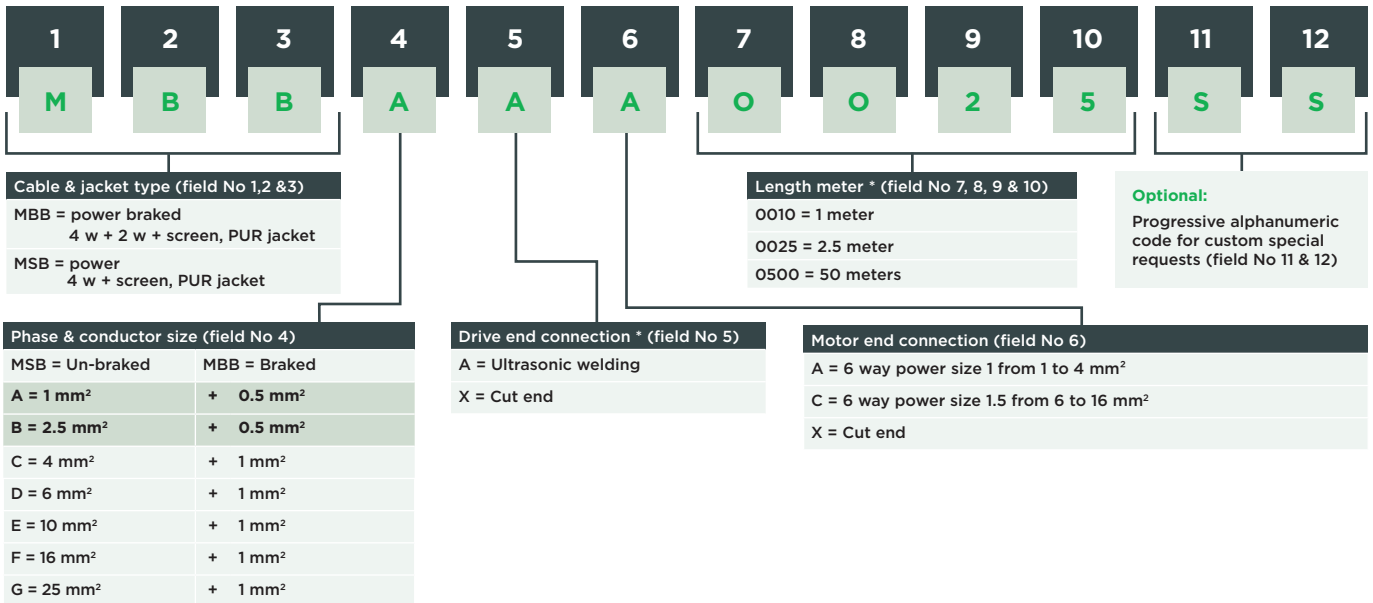 1 2 3 4 5 6 7 8 9 10 11 12
M B B A A A O O 2 5 S S
Cable & jacket type (field No 1,2 &3)
MBB = power braked
4 w + 2 w + screen, PUR jacket
MSB = power
4 w + screen, PUR jacket
Length meter * (field No 7, 8, 9 & 10)
0010 = 1 meter
0025 = 2.5 meter
0500 = 50 meters
Optional:
Progressive alphanumeric
code for custom special
requests (field No 11 & 12)
Phase & conductor size (field No 4)
MSB = Un-braked MBB = Braked
A = 1 mm² + 0.5 mm²
B = 2.5 mm² + 0.5 mm²
C = 4 mm² + 1 mm²
D = 6 mm² + 1 mm²
E = 10 mm² + 1 mm²
F = 16 mm² + 1 mm²
G = 25 mm² + 1 mm²
Drive end connection * (field No 5)
A = Ultrasonic welding
X = Cut end
Motor end connection (field No 6)
A = 6 way power size 1 from 1 to 4 mm²
C = 6 way power size 1.5 from 6 to 16 mm²
X = Cut end